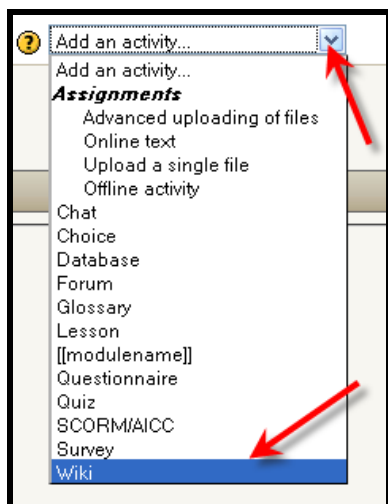 Add an activity...
Add an activity...
Assignments
Advanced uploading of files
Online text
Upload a single file
Offline activity
Chat
Choice
Database
Forum
Glossary
Lesson
[[modulename]]
Questionnaire
Quiz
SCORM/AICC
Survey
Wiki